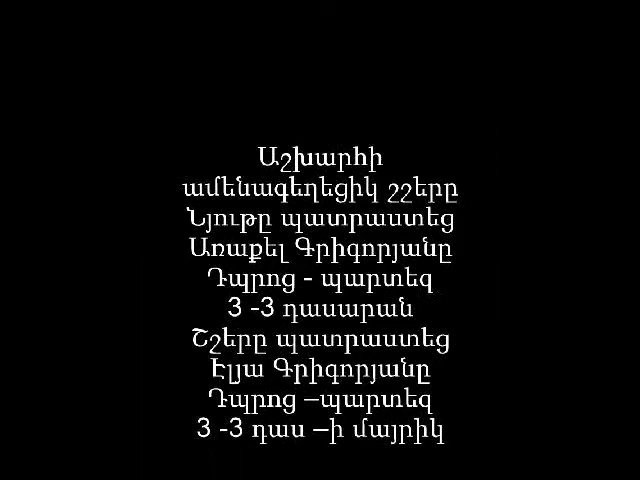 Աշխարհի
ամենագեղեցիկ շշերը
Նյութը պատրաստեց
Առաքել Գրիգորյանը
Դպրոց - պարտեզ
3 -3 դասարան
Շշերը պատրաստեց
Էլյա Գրիգորյանը
Դպրոց –պարտեզ
3 -3 դաս –ի մայրիկ